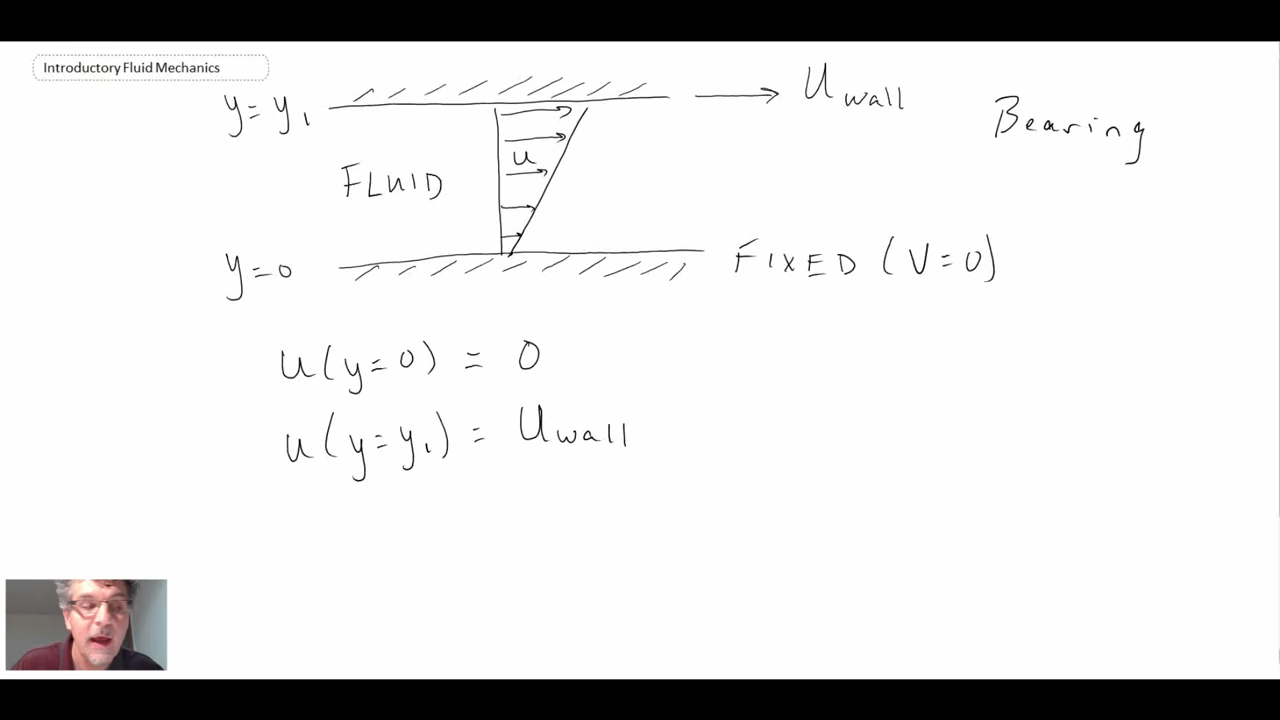 Introductory Fluid Mechanics
y = y₁
U wall
Bearing
u
FLUID
y = 0
FIXED (V = 0)
u(y = 0) = 0
u(y = y₁) = U wall